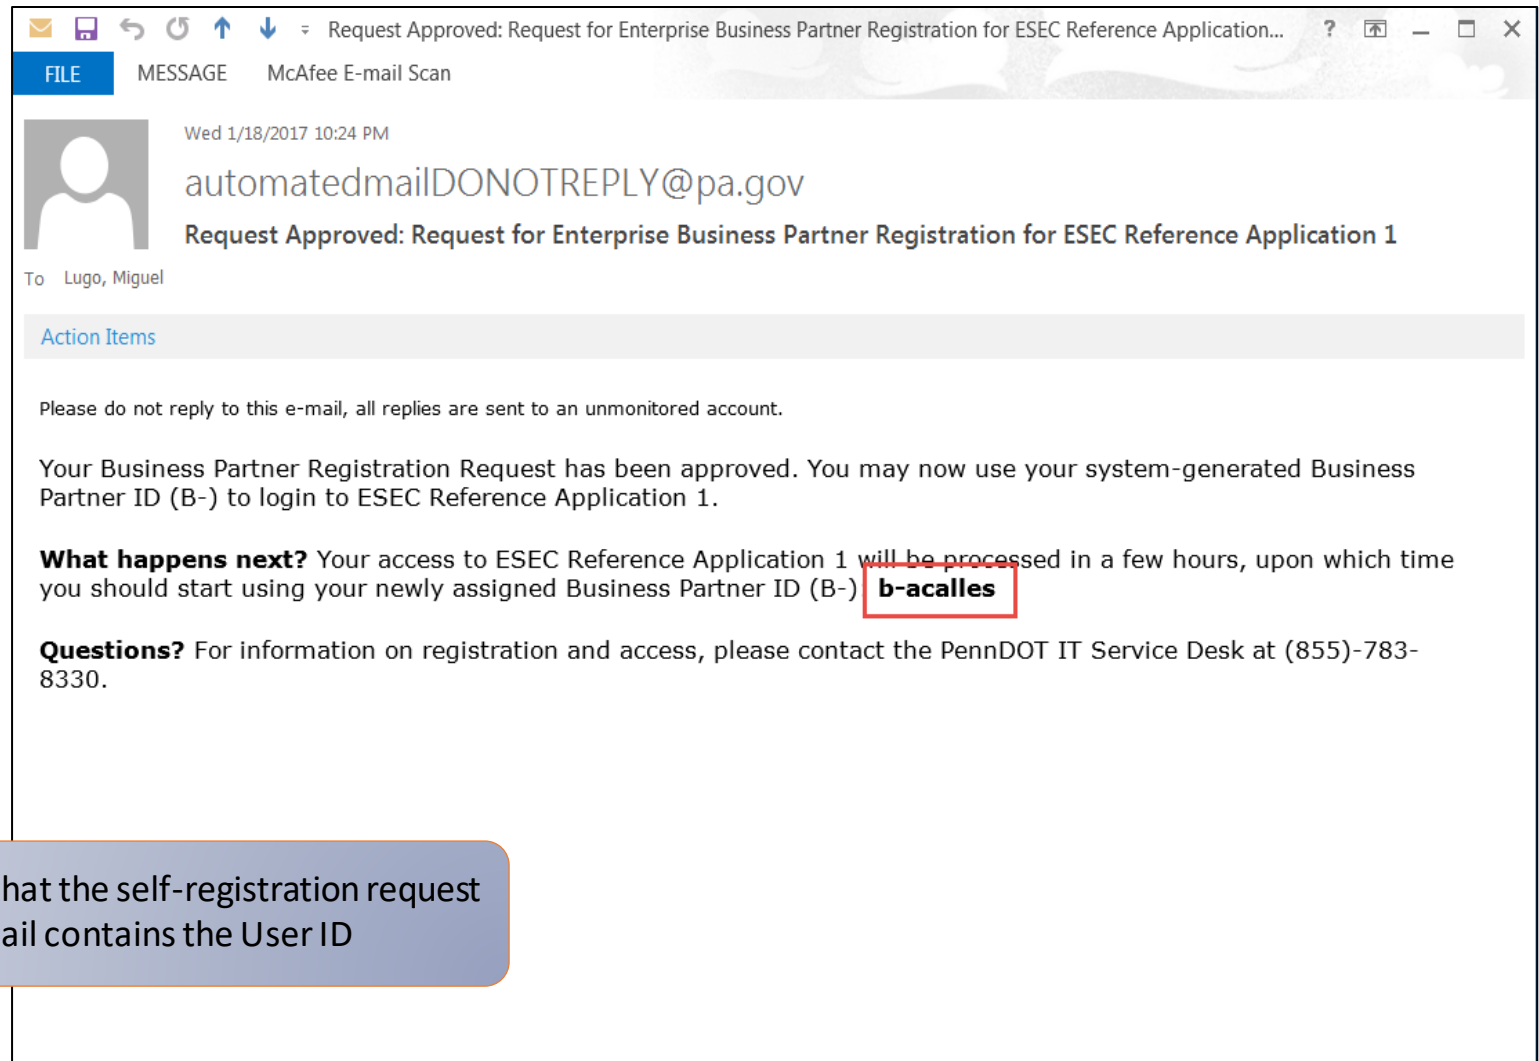 Request Approved: Request for Enterprise Business Partner Registration for ESEC Reference Application... ?
FILE MESSAGE McAfee E-mail Scan
Wed 1/18/2017 10:24 PM
automatedmailDONOTREPLY@pa.gov
Request Approved: Request for Enterprise Business Partner Registration for ESEC Reference Application 1
To Lugo, Miguel
Action Items
Please do not reply to this e-mail, all replies are sent to an unmonitored account.
Your Business Partner Registration Request has been approved. You may now use your system-generated Business
Partner ID (B-) to login to ESEC Reference Application 1.
What happens next? Your access to ESEC Reference Application 1 will be processed in a few hours, upon which time
you should start using your newly assigned Business Partner ID (B-) b-acalles
Questions? For information on registration and access, please contact the PennDOT IT Service Desk at (855)-783-
8330.
hat the self-registration request
ail contains the User ID